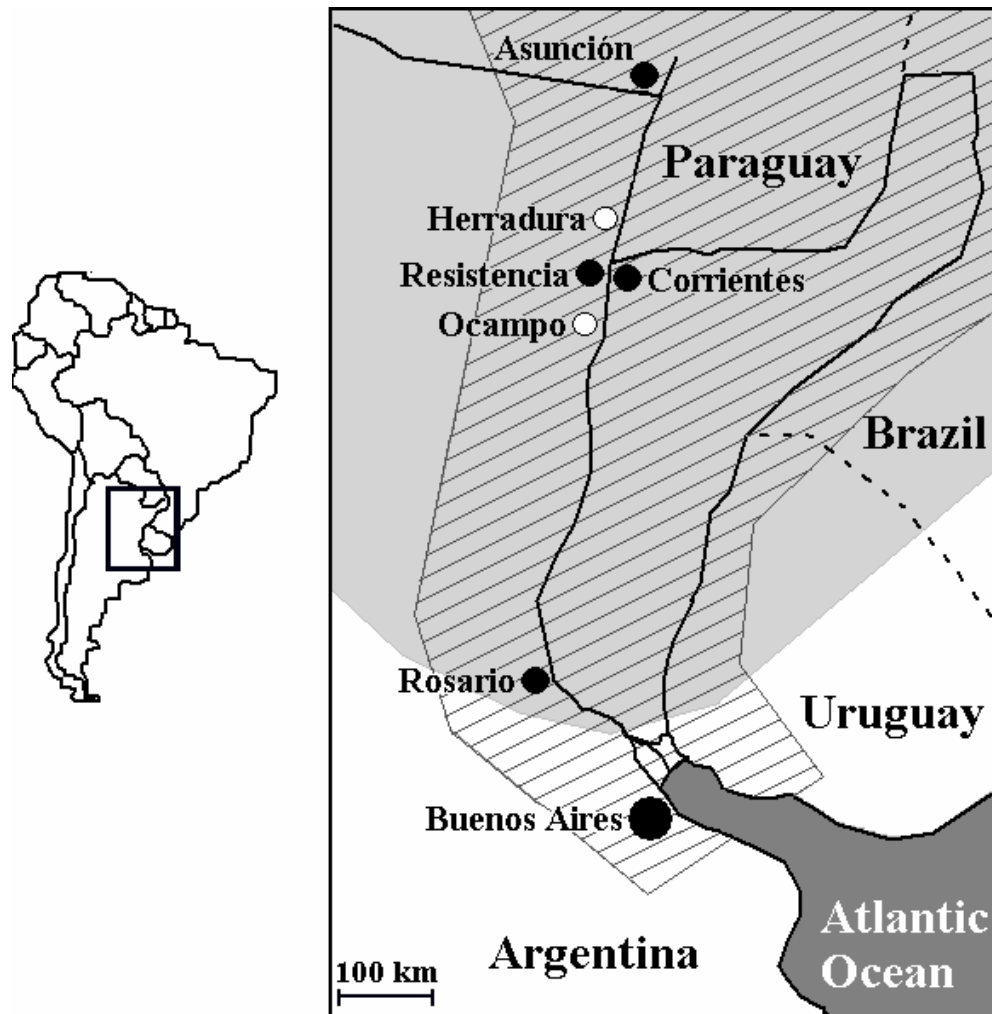 Asunción
Paraguay
Herradura
Resistencia
Corrientes
Ocampo
Brazil
Rosario
Uruguay
Buenos Aires
Atlantic
Ocean
Argentina
100 km